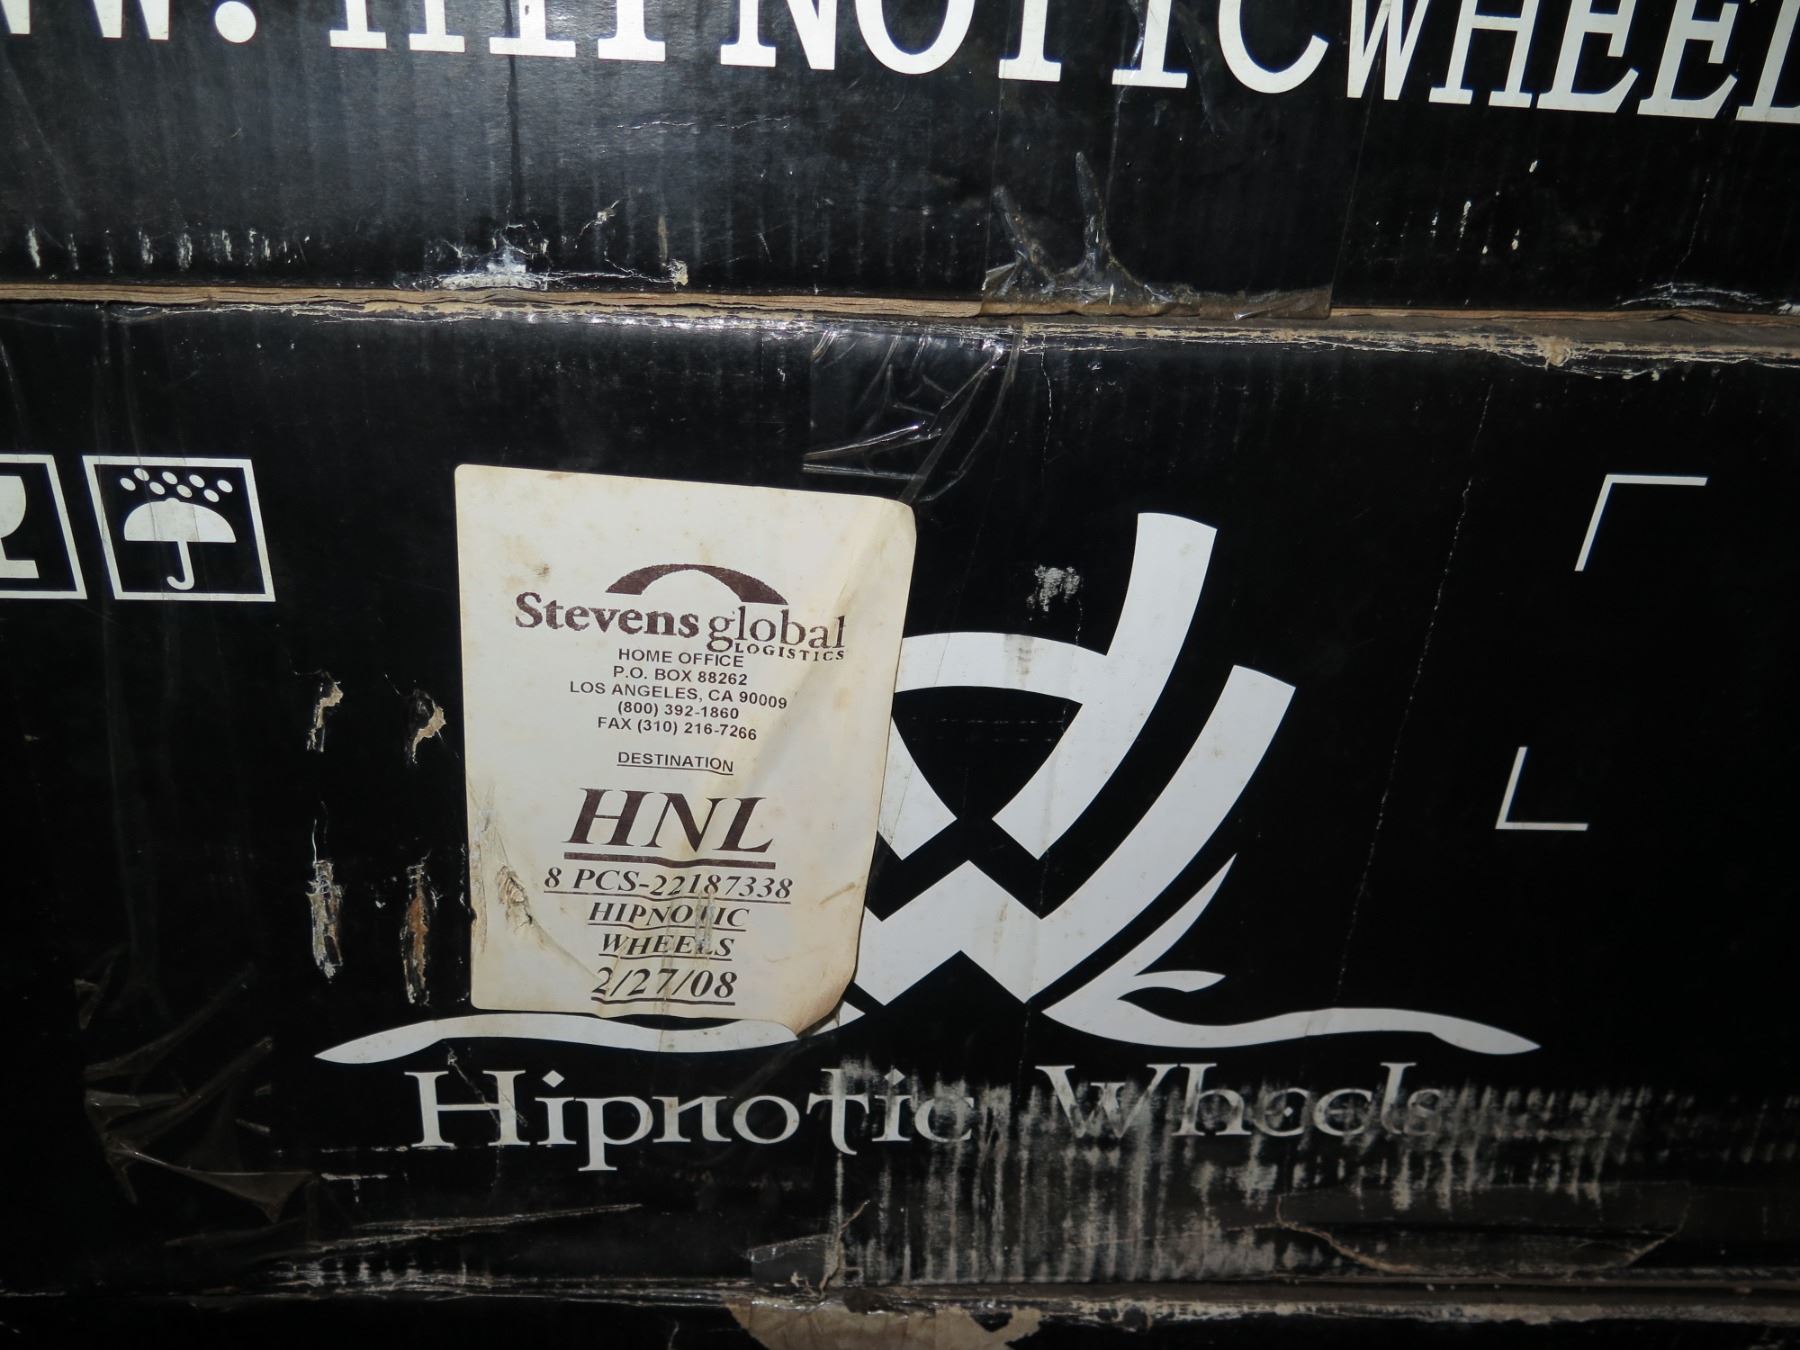 WW.HIPNOTICWHEEL
Stevens global
LOGISTICS
HOME OFFICE
P.O. BOX 88262
LOS ANGELES, CA 90009
(800) 392-1860
FAX (310) 216-7266
DESTINATION
HNL
8 PCS-22187338
HIPNOTIC
WHEELS
2/27/08
Hipnotic Wheels